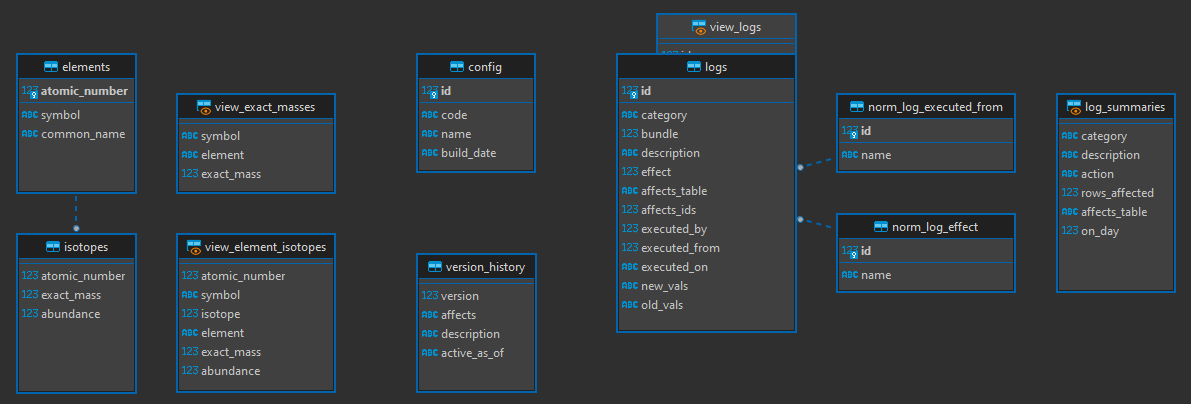 view_logs
elements
123 atomic_number
ABC symbol
ABC common_name
view_exact_masses
ABC symbol
ABC element
123 exact_mass
isotopes
123 atomic_number
123 exact_mass
123 abundance
view_element_isotopes
123 atomic_number
ABC symbol
123 isotope
ABC element
123 exact_mass
123 abundance
config
123 id
ABC code
ABC name
ABC build_date
version_history
123 version
ABC affects
ABC description
ABC active_as_of
logs
123 id
ABC category
123 bundle
ABC description
123 effect
ABC affects_table
123 affects_ids
123 executed_by
123 executed_from
ABC executed_on
ABC new_vals
ABC old_vals
norm_log_executed_from
123 id
ABC name
norm_log_effect
123 id
ABC name
log_summaries
ABC category
ABC description
ABC action
123 rows_affected
ABC affects_table
123 on_day